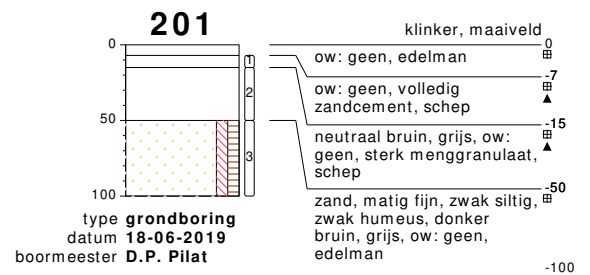 201
klinker, maaiveld
0
0
ow: geen, edelman
1
-7
ow: geen, volledig
zandcement, schep
2
-15
neutraal bruin, grijs, ow:
geen, sterk menggranulaat,
schep
50
3
-50
zand, matig fijn, zwak siltig,
zwak humeus, donker
bruin, grijs, ow: geen,
edelman
100
-100
type grondboring
datum 18-06-2019
boormeester D.P. Pilat